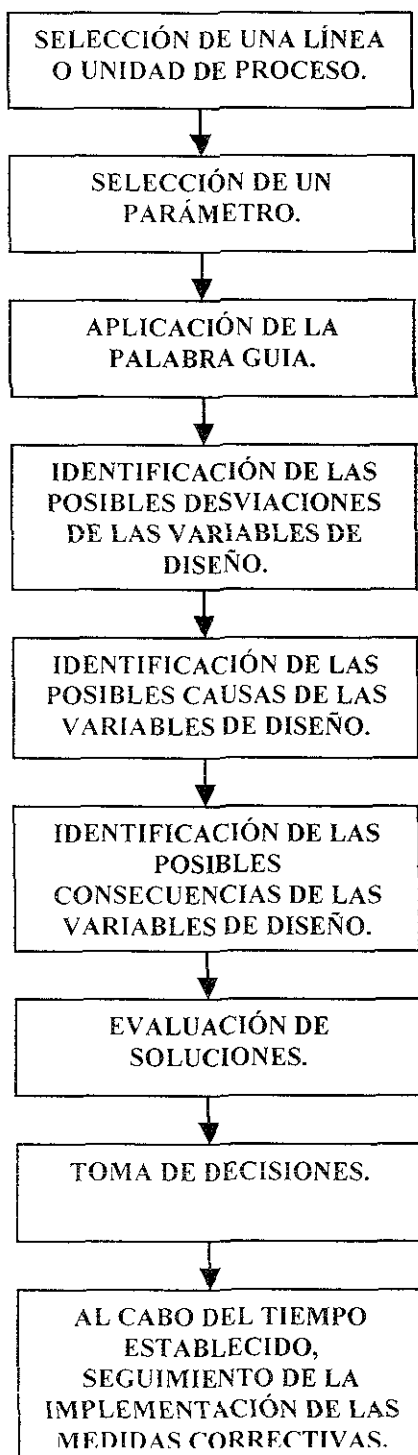 SELECCIÓN DE UNA LÍNEA
O UNIDAD DE PROCESO.
SELECCIÓN DE UN
PARÁMETRO.
APLICACIÓN DE LA
PALABRA GUIA.
IDENTIFICACIÓN DE LAS
POSIBLES DESVIACIONES
DE LAS VARIABLES DE
DISEÑO.
IDENTIFICACIÓN DE LAS
POSIBLES CAUSAS DE LAS
VARIABLES DE DISEÑO.
IDENTIFICACIÓN DE LAS
POSIBLES
CONSECUENCIAS DE LAS
VARIABLES DE DISEÑO.
EVALUACIÓN DE
SOLUCIONES.
TOMA DE DECISIONES.
AL CABO DEL TIEMPO
ESTABLECIDO,
SEGUIMIENTO DE LA
IMPLEMENTACIÓN DE LAS
MEDIDAS CORRECTIVAS.